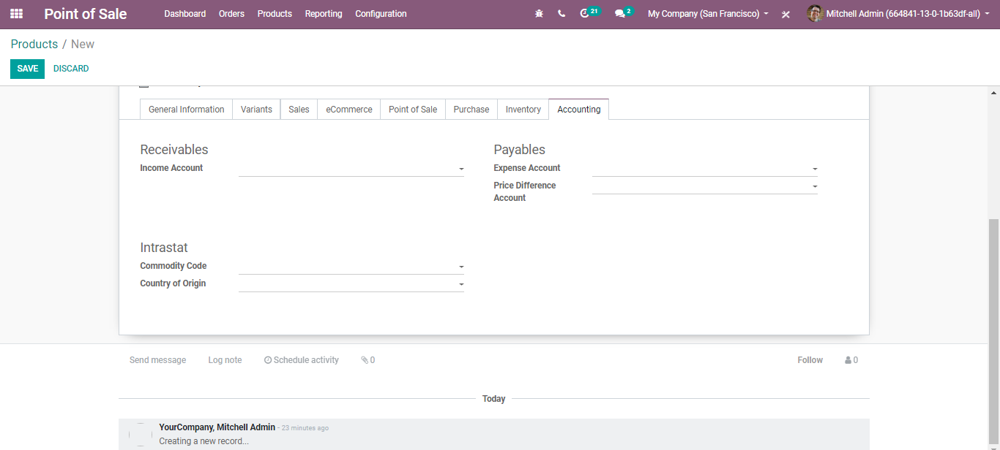 Point of Sale Dashboard Orders Products Reporting Configuration 21 2 My Company (San Francisco) Mitchell Admin (664841-13-0-1b63df-all)
Products / New
SAVE DISCARD
General Information Variants Sales eCommerce Point of Sale Purchase Inventory Accounting
Receivables Payables
Income Account Expense Account
Price Difference
Account
Intrastat
Commodity Code
Country of Origin
Send message Log note Schedule activity 0 Follow 0
Today
YourCompany, Mitchell Admin - 23 minutes ago
Creating a new record...